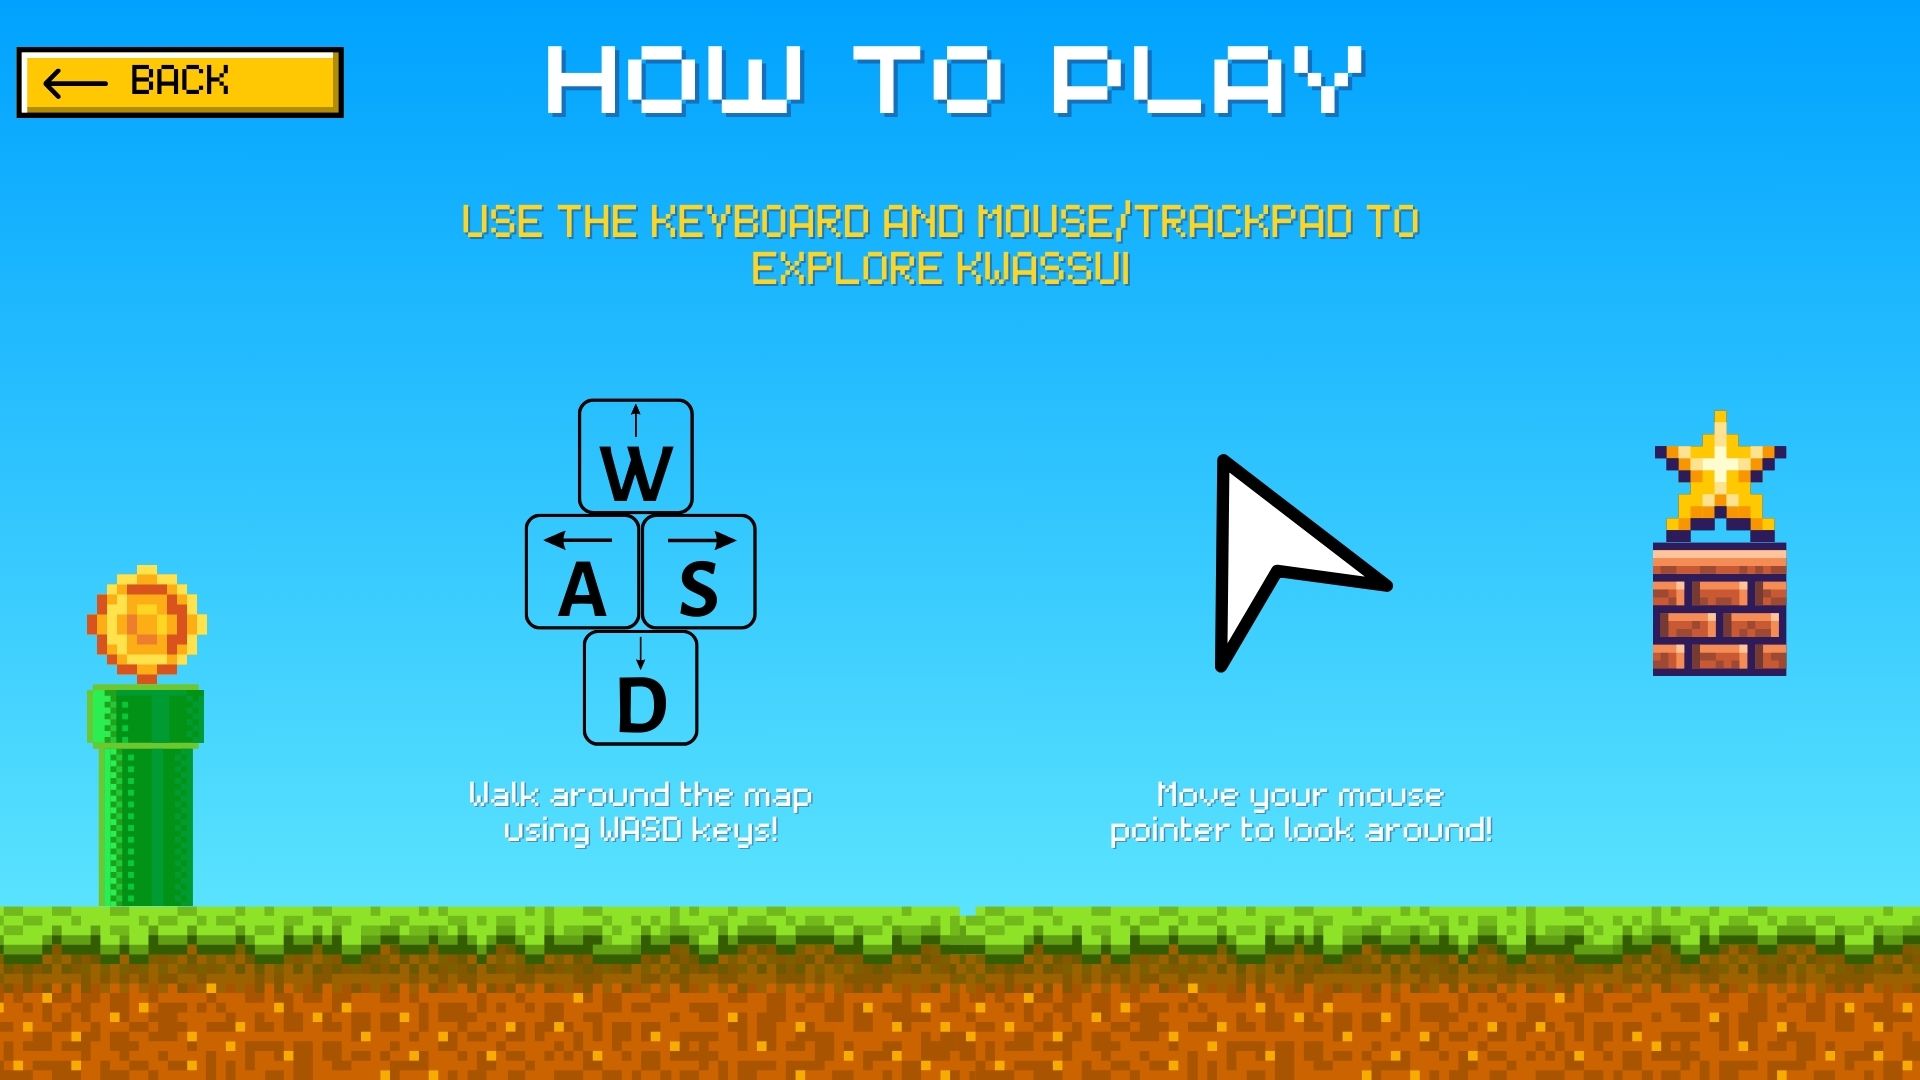 BACK
HOW TO PLAY
USE THE KEYBOARD AND MOUSE/TRACKPAD TO
EXPLORE KWASSUI
W
A
S
D
Walk around the map
using WASD keys!
Move your mouse
pointer to look around!